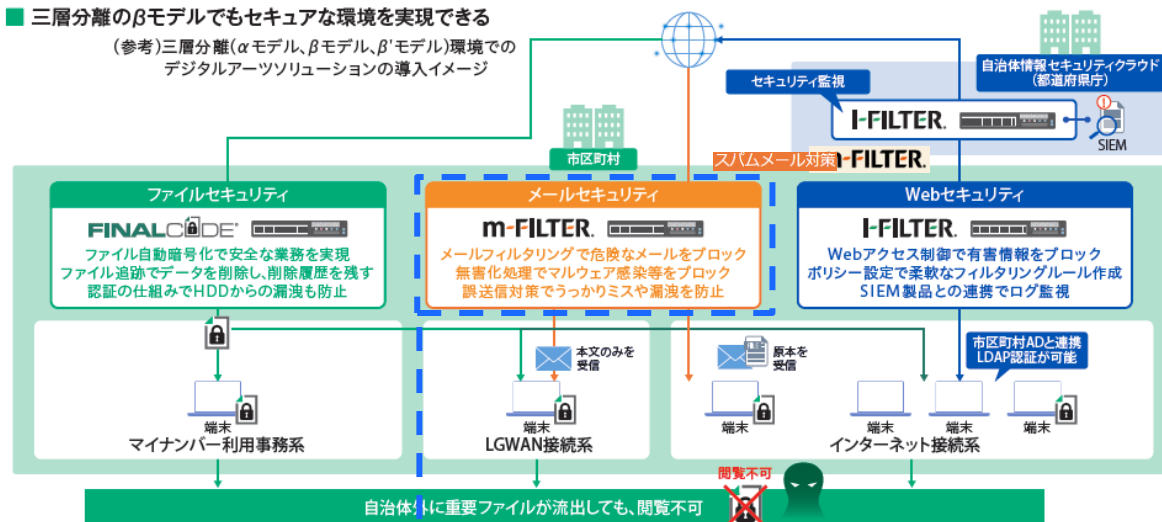 三層分離のβモデルでもセキュアな環境を実現できる
(参考)三層分離(αモデル、βモデル、β'モデル)環境での
デジタルアーツソリューションの導入イメージ
自治体情報セキュリティクラウド
(都道府県庁)
セキュリティ監視
i-FILTER®
SIEM
市区町村
スパムメール対策
m-FILTER®
ファイルセキュリティ
FINALCODE®
ファイル自動暗号化で安全な業務を実現
ファイル追跡でデータを削除し、削除履歴を残す
認証の仕組みでHDDからの漏洩も防止
メールセキュリティ
m-FILTER®
メールフィルタリングで危険なメールをブロック
無害化処理でマルウェア感染等をブロック
誤送信対策でうっかりミスや漏洩を防止
Webセキュリティ
i-FILTER®
Webアクセス制御で有害情報をブロック
ポリシー設定で柔軟なフィルタリングルール作成
SIEM製品との連携でログ監視
本文のみを
受信
原本を
受信
市区町村ADと連携
LDAP認証が可能
端末
マイナンバー利用事務系
端末
LGWAN接続系
端末
端末
端末
端末
インターネット接続系
閲覧不可
自治体外に重要ファイルが流出しても、閲覧不可